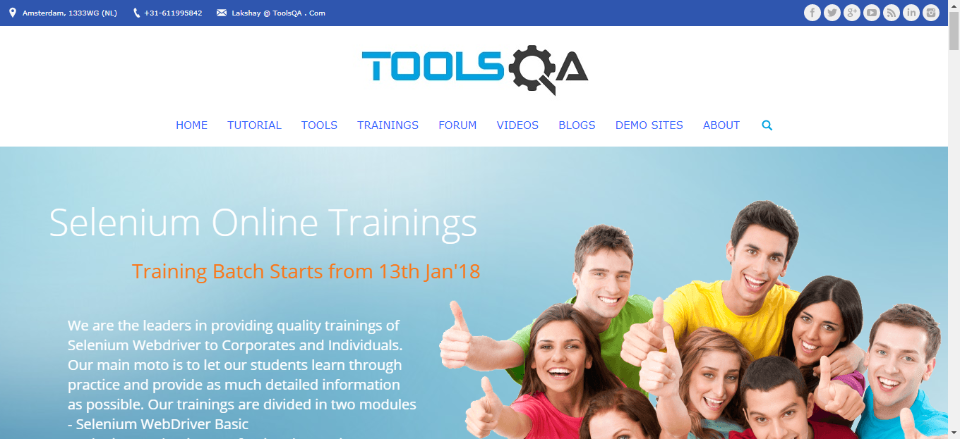 Amsterdam, 1333WG (NL) +31-611995842 Lakshay @ ToolsQA . Com
TOOLSQA
HOME TUTORIAL TOOLS TRAININGS FORUM VIDEOS BLOGS DEMO SITES ABOUT
Selenium Online Trainings
Training Batch Starts from 13th Jan'18
We are the leaders in providing quality trainings of
Selenium Webdriver to Corporates and Individuals.
Our main moto is to let our students learn through
practice and provide as much detailed information
as possible. Our trainings are divided in two modules
- Selenium WebDriver Basic